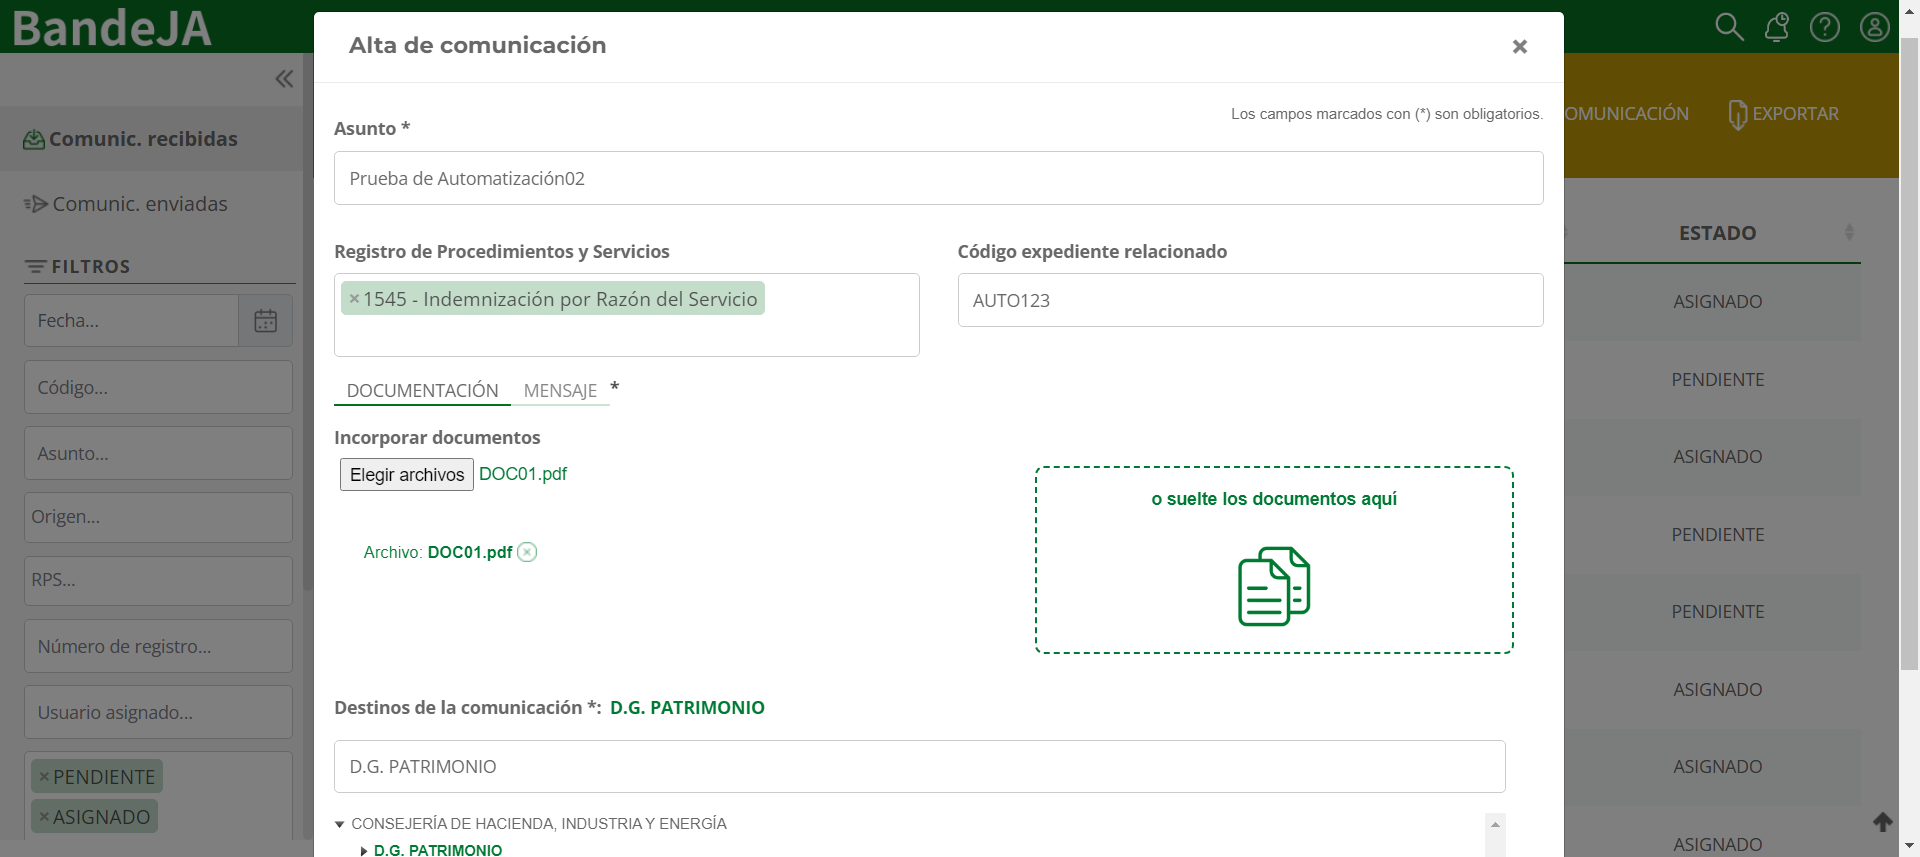 BandeJA
Alta de comunicación
×
OMUNICACIÓN
EXPORTAR
Comunic. recibidas
Comunic. enviadas
FILTROS
Fecha...
Código...
Asunto...
Origen...
RPS...
Número de registro...
Usuario asignado...
×PENDIENTE
×ASIGNADO
Los campos marcados con (*) son obligatorios.
Asunto *
Prueba de Automatización02
Registro de Procedimientos y Servicios
×1545 - Indemnización por Razón del Servicio
Código expediente relacionado
AUTO123
DOCUMENTACIÓN MENSAJE *
Incorporar documentos
Elegir archivos DOC01.pdf
Archivo: DOC01.pdf
o suelte los documentos aquí
Destinos de la comunicación *: D.G. PATRIMONIO
D.G. PATRIMONIO
CONSEJERÍA DE HACIENDA, INDUSTRIA Y ENERGÍA
D.G. PATRIMONIO
ESTADO
ASIGNADO
PENDIENTE
ASIGNADO
PENDIENTE
PENDIENTE
ASIGNADO
ASIGNADO
ASIGNADO